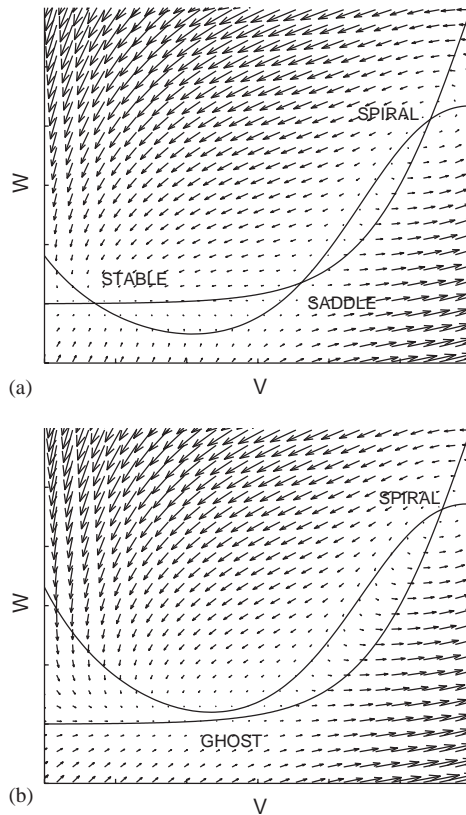 SPIRAL
W
STABLE
SADDLE
(a)
V
SPIRAL
W
GHOST
(b)
V